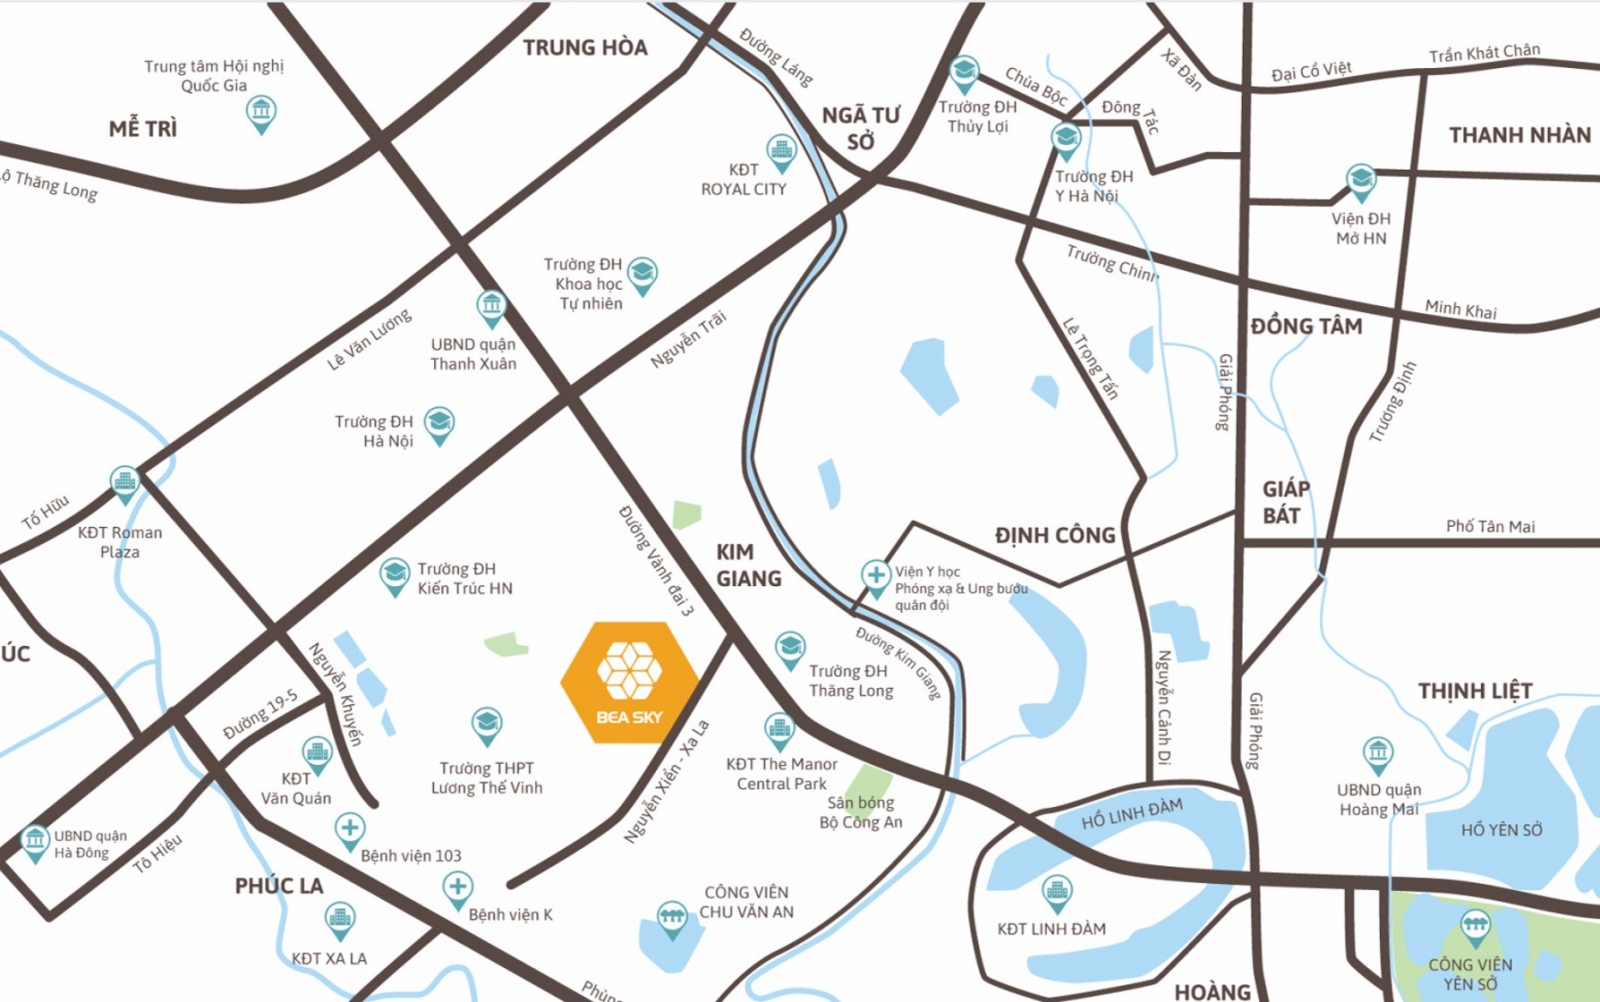 TRUNG HÒA
Đường Láng
Trần Khát Chân
Trung tâm Hội nghị
Quốc Gia
Xã Đàn
Đại Cồ Việt
Chùa Bộc
MỄ TRÌ
NGÃ TƯ
SỞ
Trường ĐH
Thủy Lợi
Đông
Tác
THANH NHÀN
KĐT
ROYAL CITY
Trường ĐH
Y Hà Nội
Thăng Long
Viện ĐH
Mở HN
Trường ĐH
Khoa học
Tự nhiên
Trường Chinh
Minh Khai
Lê Văn Lương
UBND quận
Thanh Xuân
Nguyễn Trãi
ĐỒNG TÂM
Lê Trọng Tấn
Giải Phóng
Trương Định
Trường ĐH
Hà Nội
Tố Hữu
KĐT Roman
Plaza
Đường Vành đai 3
GIÁP
BÁT
Phố Tân Mai
KIM
GIANG
ĐỊNH CÔNG
Trường ĐH
Kiến Trúc HN
Viện Y học
Phóng xạ & Ung bướu
quân đội
ÚC
Đường Kim Giang
Nguyễn Khuyến
Đường 19-5
BEA SKY
Trường ĐH
Thăng Long
Nguyễn Cảnh Dị
Giải Phóng
THỊNH LIỆT
Trường THPT
Lương Thế Vinh
Nguyễn Xiển - Xa La
KĐT The Manor
Central Park
KĐT
Văn Quán
Sân bóng
Bộ Công An
UBND quận
Hoàng Mai
HỒ LINH ĐÀM
HỒ YÊN SỞ
UBND quận
Hà Đông
Tô Hiệu
Bệnh viện 103
PHÚC LA
Bệnh viện K
CÔNG VIÊN
CHU VĂN AN
KĐT LINH ĐÀM
KĐT XA LA
CÔNG VIÊN
YÊN SỞ
HOÀNG